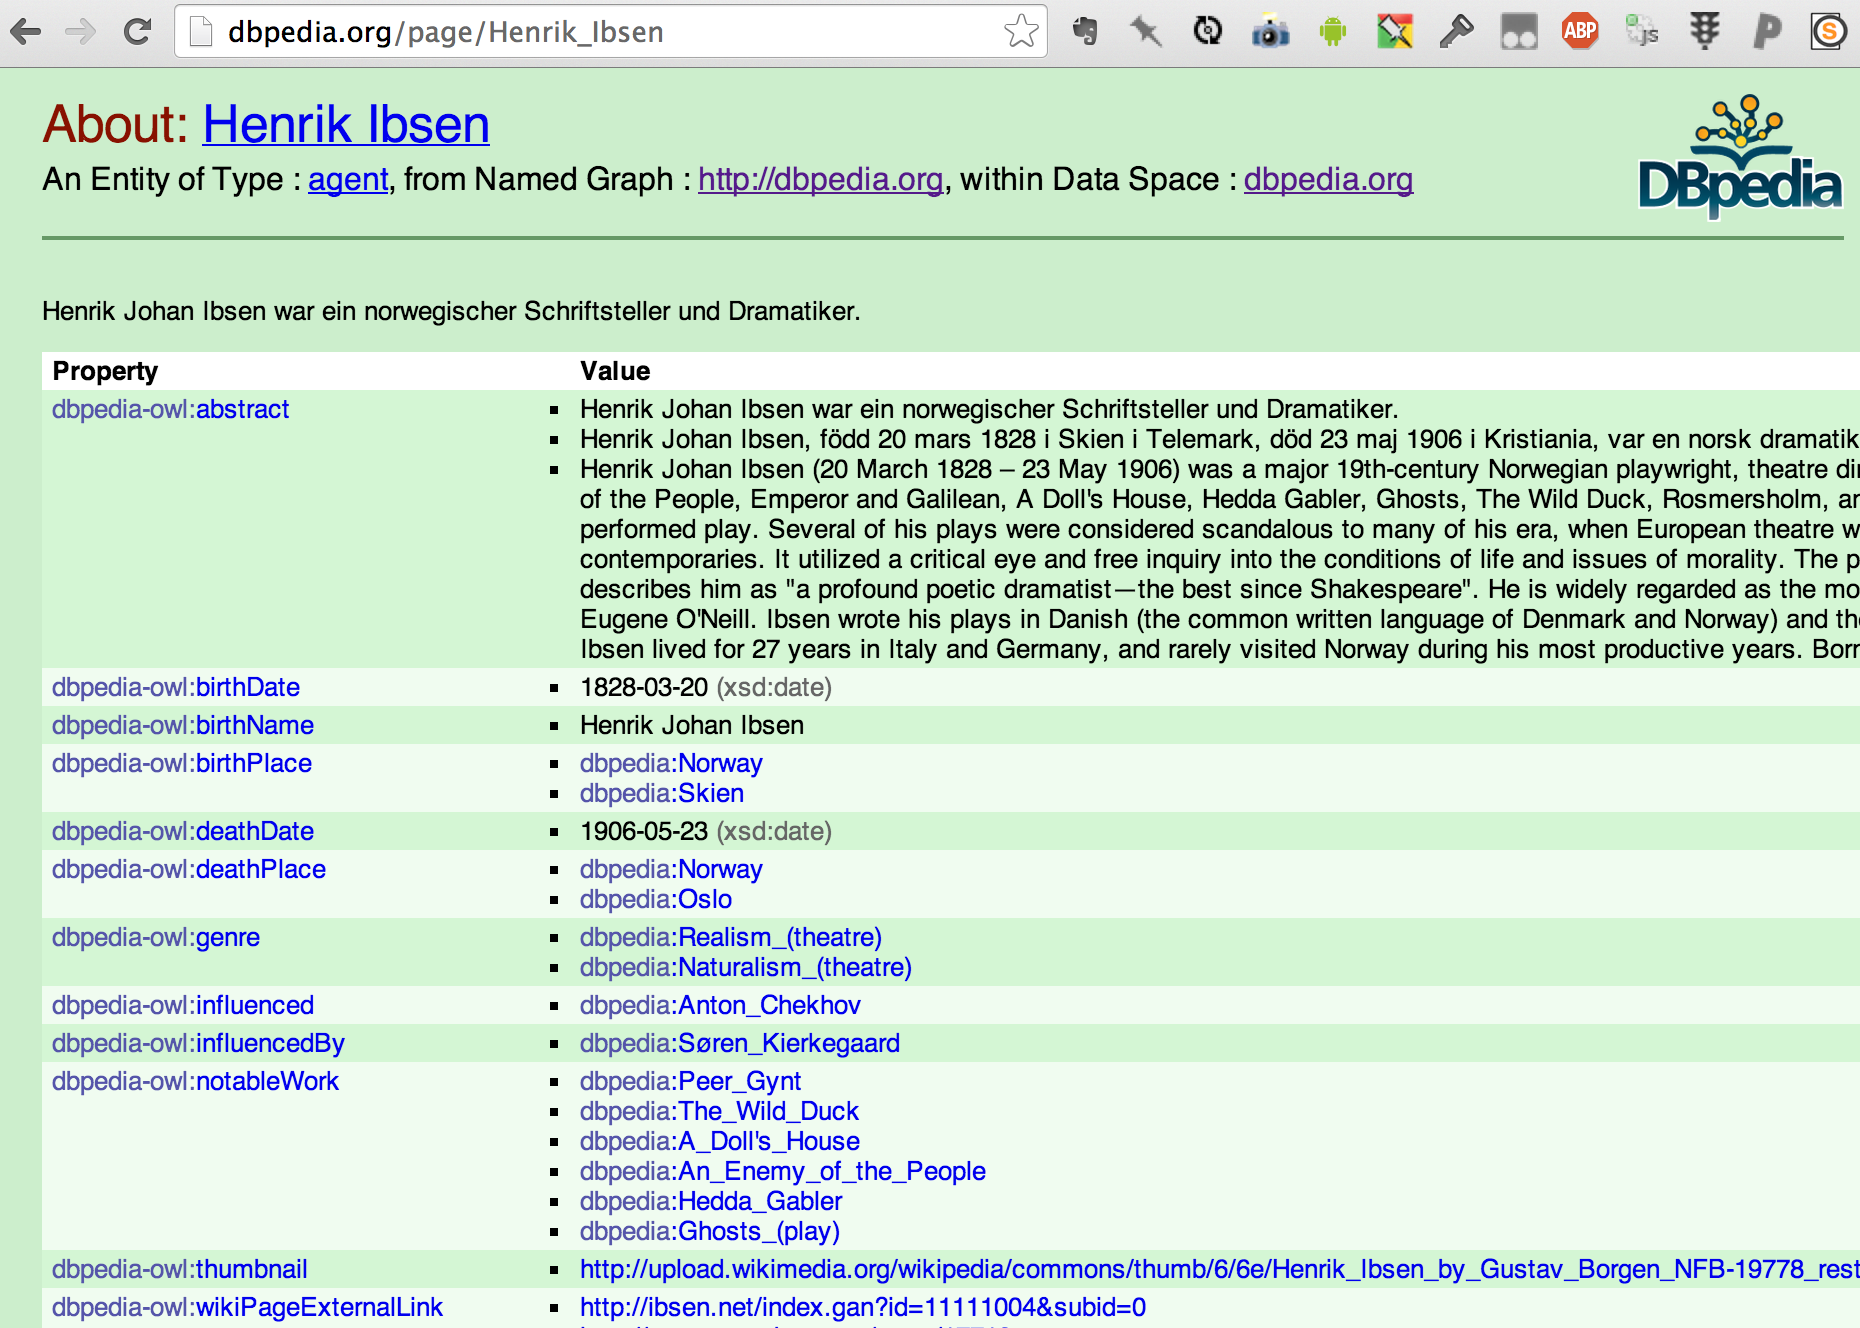 dbpedia.org/page/Henrik_Ibsen
ABP
js
P
S
About: Henrik Ibsen
An Entity of Type : agent, from Named Graph : http://dbpedia.org, within Data Space : dbpedia.org
DBpedia
Henrik Johan Ibsen war ein norwegischer Schriftsteller und Dramatiker.
Property Value
dbpedia-owl:abstract ▪ Henrik Johan Ibsen war ein norwegischer Schriftsteller und Dramatiker.
▪ Henrik Johan Ibsen, född 20 mars 1828 i Skien i Telemark, död 23 maj 1906 i Kristiania, var en norsk dramatik
▪ Henrik Johan Ibsen (20 March 1828 – 23 May 1906) was a major 19th-century Norwegian playwright, theatre
of the People, Emperor and Galilean, A Doll's House, Hedda Gabler, Ghosts, The Wild Duck, Rosmersholm,
performed play. Several of his plays were considered scandalous to many of his era, when European theatre
contemporaries. It utilized a critical eye and free inquiry into the conditions of life and issues of morality. The
describes him as "a profound poetic dramatist—the best since Shakespeare". He is widely regarded as the
Eugene O'Neill. Ibsen wrote his plays in Danish (the common written language of Denmark and Norway) and
Ibsen lived for 27 years in Italy and Germany, and rarely visited Norway during his most productive years. Born
dbpedia-owl:birthDate ▪ 1828-03-20 (xsd:date)
dbpedia-owl:birthName ▪ Henrik Johan Ibsen
dbpedia-owl:birthPlace ▪ dbpedia:Norway
▪ dbpedia:Skien
dbpedia-owl:deathDate ▪ 1906-05-23 (xsd:date)
dbpedia-owl:deathPlace ▪ dbpedia:Norway
▪ dbpedia:Oslo
dbpedia-owl:genre ▪ dbpedia:Realism_(theatre)
▪ dbpedia:Naturalism_(theatre)
dbpedia-owl:influenced ▪ dbpedia:Anton_Chekhov
dbpedia-owl:influencedBy ▪ dbpedia:Søren_Kierkegaard
dbpedia-owl:notableWork ▪ dbpedia:Peer_Gynt
▪ dbpedia:The_Wild_Duck
▪ dbpedia:A_Doll's_House
▪ dbpedia:An_Enemy_of_the_People
▪ dbpedia:Hedda_Gabler
▪ dbpedia:Ghosts_(play)
dbpedia-owl:thumbnail ▪ http://upload.wikimedia.org/wikipedia/commons/thumb/6/6e/Henrik_Ibsen_by_Gustav_Borgen_NFB-19778_rest
dbpedia-owl:wikiPageExternalLink ▪ http://ibsen.net/index.gan?id=11111004&subid=0